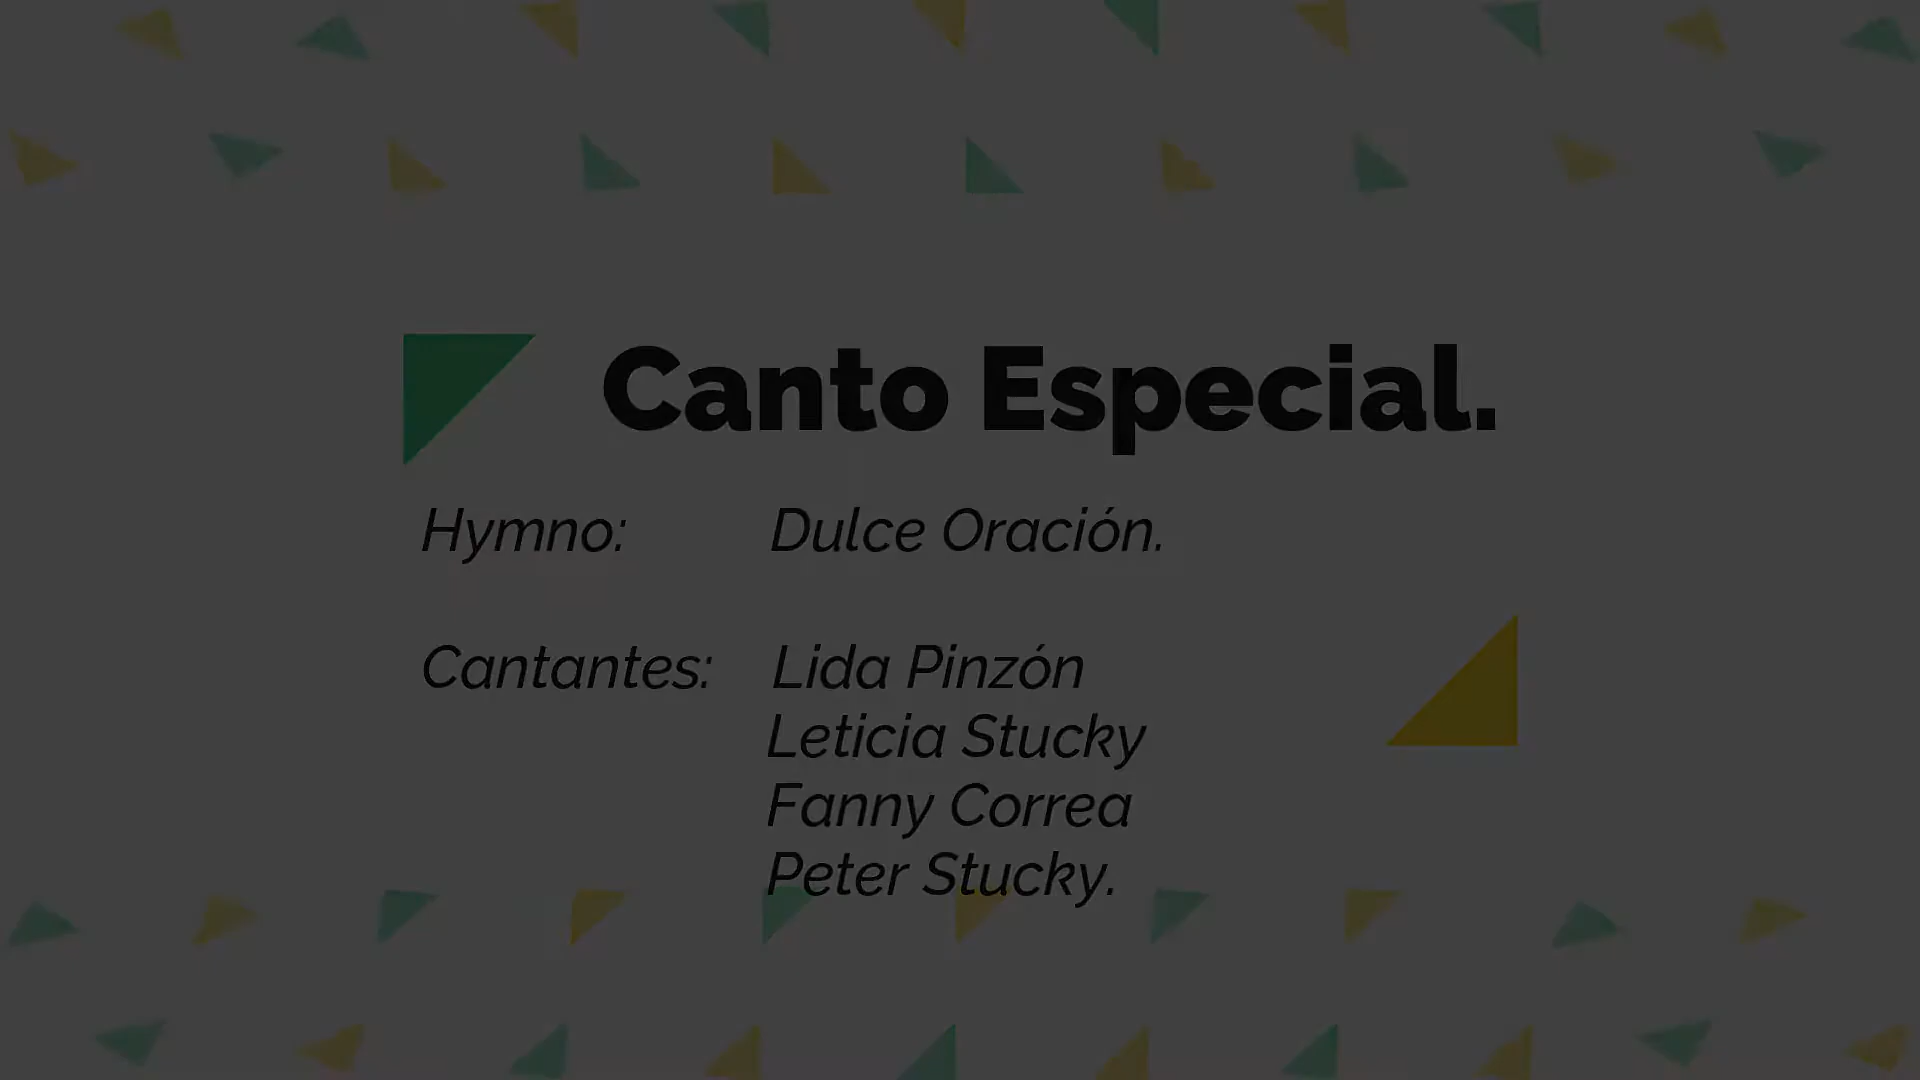 Canto Especial.
Hymno: Dulce Oración.
Cantantes: Lida Pinzón
Leticia Stucky
Fanny Correa
Peter Stucky.